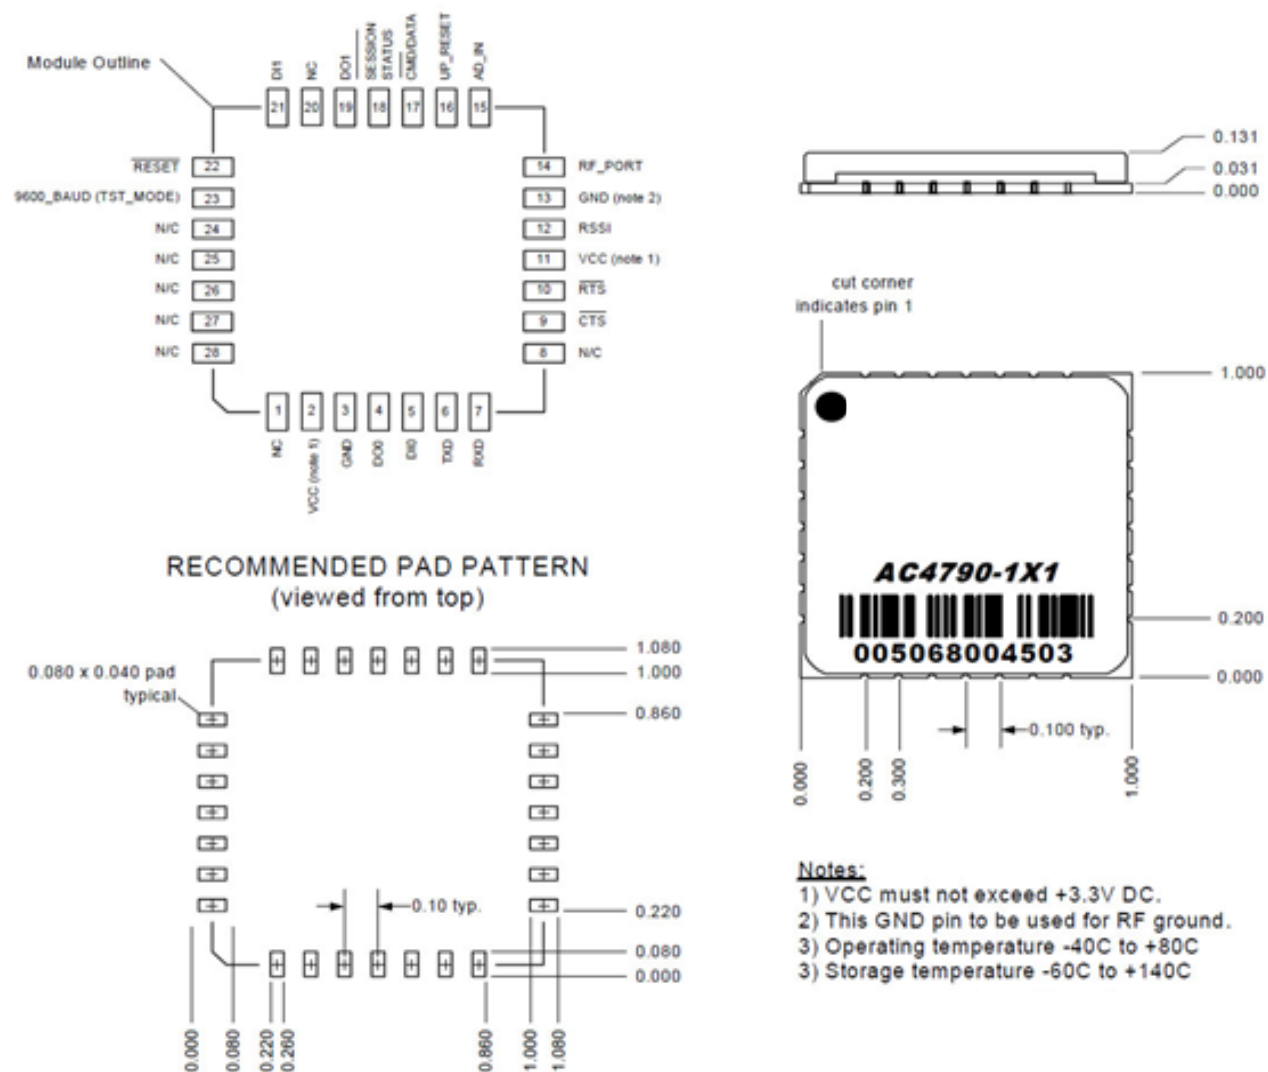 Module Outline
DI1
NC
DO1
SESSION
STATUS
CMD/DATA
UP_RESET
AD_IN
21
20
19
18
17
16
15
RESET
22
9600_BAUD (TST_MODE)
23
N/C
24
N/C
25
N/C
26
N/C
27
N/C
28
14
RF_PORT
13
GND (note 2)
12
RSSI
11
VCC (note 1)
10
RTS
9
CTS
8
N/C
1
2
3
4
5
6
7
NC
VCC (note 1)
GND
DO0
DI0
TXD
RXD
RECOMMENDED PAD PATTERN
(viewed from top)
0.080 x 0.040 pad
typical
1.080
1.000
0.860
0.10 typ.
0.220
0.080
0.000
0.000
0.080
0.220
0.260
0.860
1.000
1.080
0.131
0.031
0.000
cut corner
indicates pin 1
1.000
AC4790-1X1
005068004503
0.200
0.000
0.100 typ.
0.000
0.200
0.300
1.000
Notes:
1) VCC must not exceed +3.3V DC.
2) This GND pin to be used for RF ground.
3) Operating temperature -40C to +80C
3) Storage temperature -60C to +140C